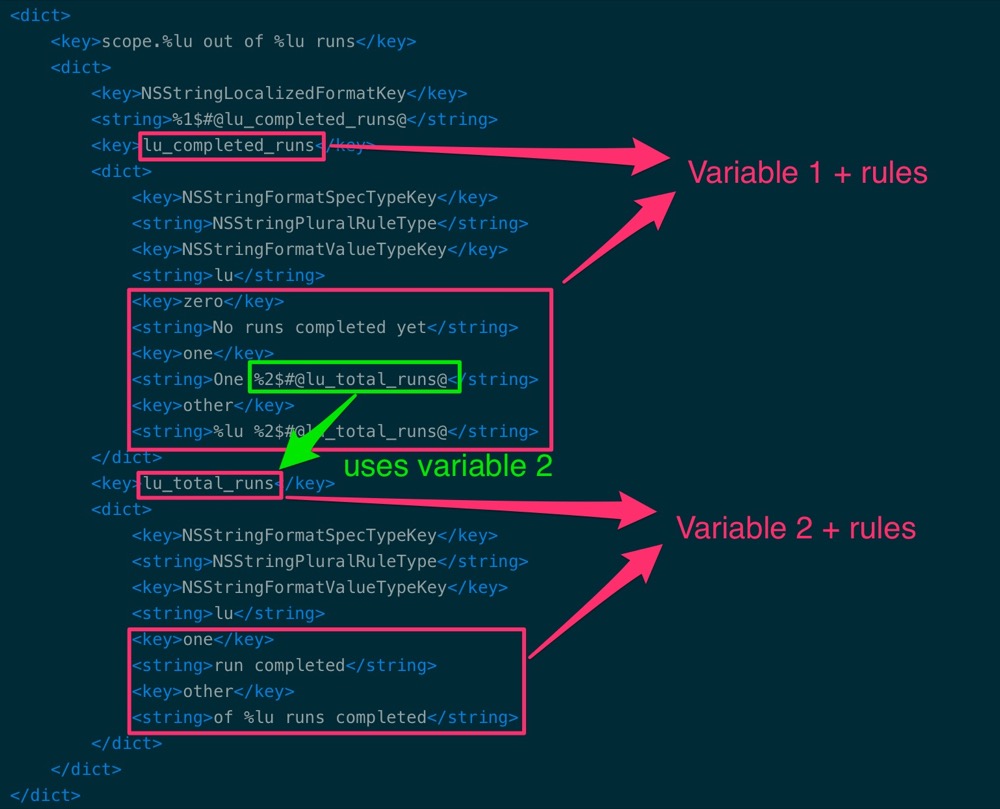 <dict>
<key>scope.%lu out of %lu runs</key>
<dict>
<key>NSStringLocalizedFormatKey</key>
<string>%1$#@lu_completed_runs@</string>
<key>lu_completed_runs</key>
Variable 1 + rules
<dict>
<key>NSStringFormatSpecTypeKey</key>
<string>NSStringPluralRuleType</string>
<key>NSStringFormatValueTypeKey</key>
<string>lu</string>
<key>zero</key>
<string>No runs completed yet</string>
<key>one</key>
<string>One %2$#@lu_total_runs@</string>
<key>other</key>
<string>%lu %2$#@lu_total_runs@</string>
</dict>
uses variable 2
<key>lu_total_runs</key>
<dict>
Variable 2 + rules
<key>NSStringFormatSpecTypeKey</key>
<string>NSStringPluralRuleType</string>
<key>NSStringFormatValueTypeKey</key>
<string>lu</string>
<key>one</key>
<string>run completed</string>
<key>other</key>
<string>of %lu runs completed</string>
</dict>
</dict>
</dict>